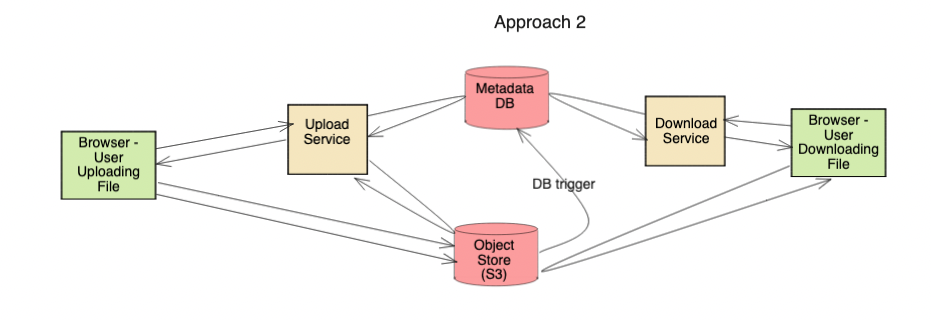 Approach 2
Metadata
DB
Upload
Service
Download
Service
Browser -
User
Uploading
File
Browser -
User
Downloading
File
DB trigger
Object
Store
(S3)